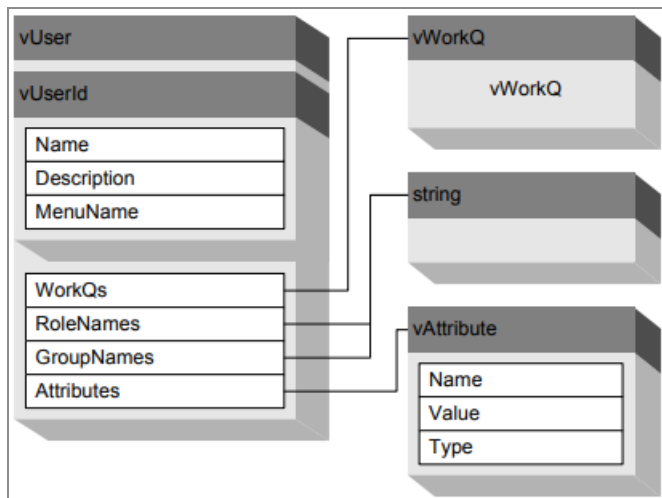 vUser
vUserId
Name
Description
MenuName
WorkQs
RoleNames
GroupNames
Attributes
vWorkQ
vWorkQ
string
vAttribute
Name
Value
Type